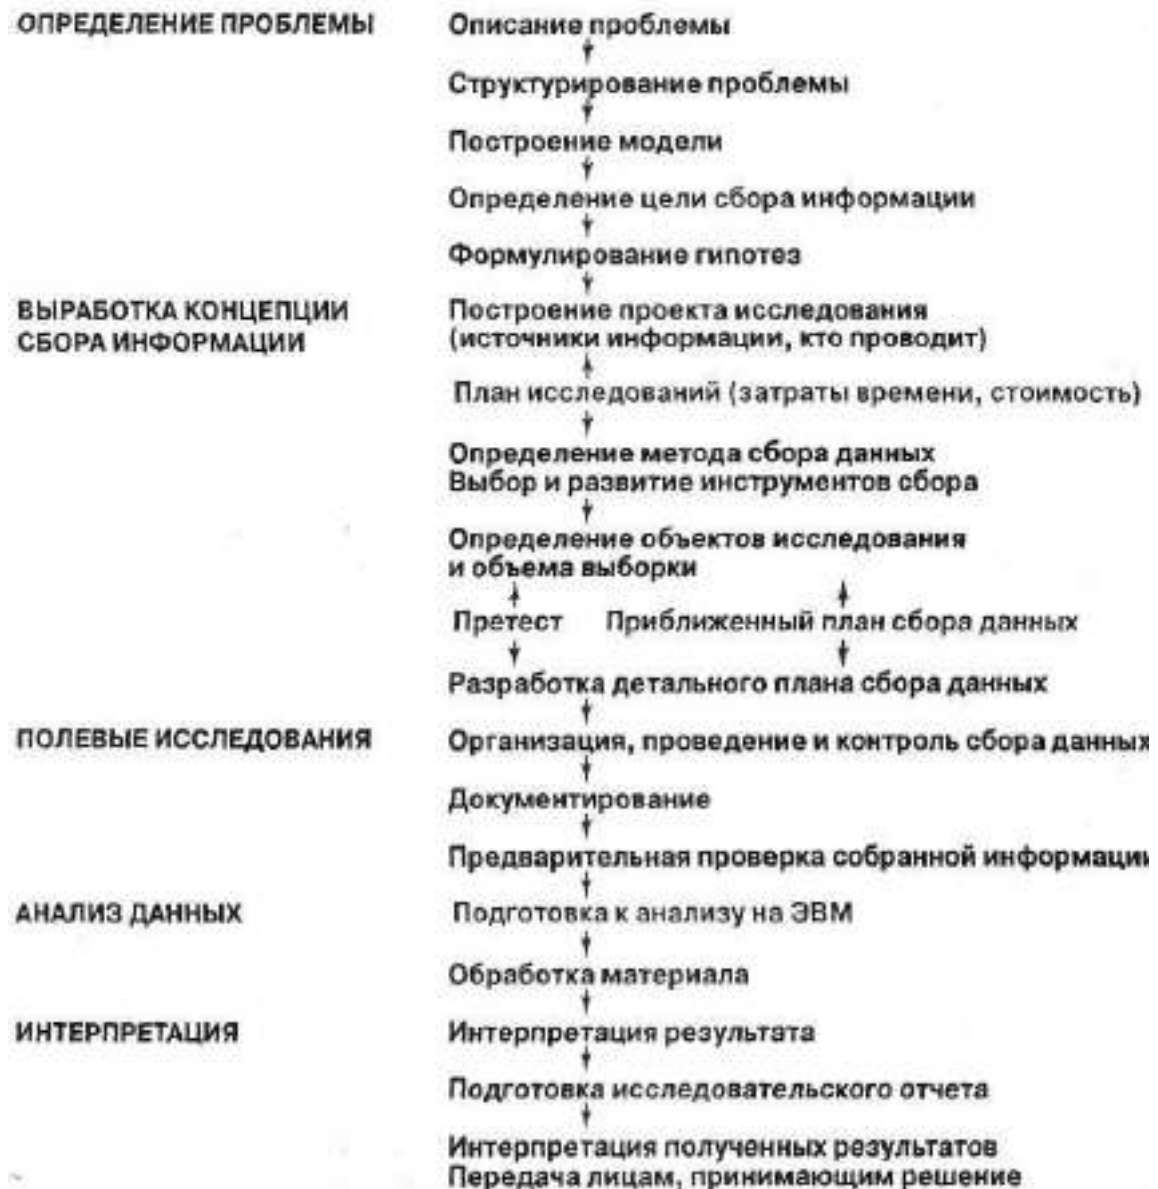 ОПРЕДЕЛЕНИЕ ПРОБЛЕМЫ
Описание проблемы
Структурирование проблемы
Построение модели
Определение цели сбора информации
Формулирование гипотез
ВЫРАБОТКА КОНЦЕПЦИИ
СБОРА ИНФОРМАЦИИ
Построение проекта исследования
(источники информации, кто проводит)
План исследований (затраты времени, стоимость)
Определение метода сбора данных
Выбор и развитие инструментов сбора
Определение объектов исследования
и объема выборки
Претест Приближенный план сбора данных
Разработка детального плана сбора данных
ПОЛЕВЫЕ ИССЛЕДОВАНИЯ
Организация, проведение и контроль сбора данных
Документирование
Предварительная проверка собранной информации
АНАЛИЗ ДАННЫХ
Подготовка к анализу на ЭВМ
Обработка материала
ИНТЕРПРЕТАЦИЯ
Интерпретация результата
Подготовка исследовательского отчета
Интерпретация полученных результатов
Передача лицам, принимающим решение